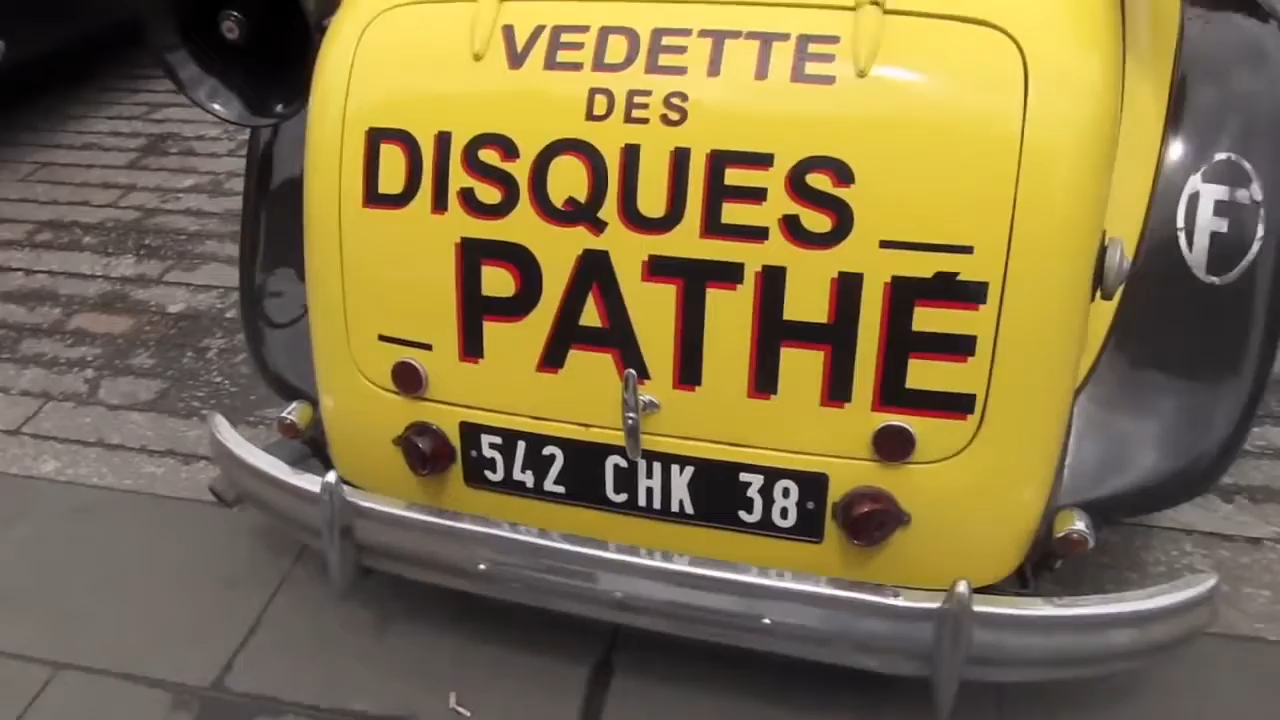 VEDETTE
DES
DISQUES _
_ PATHÉ
F
542 CHK 38